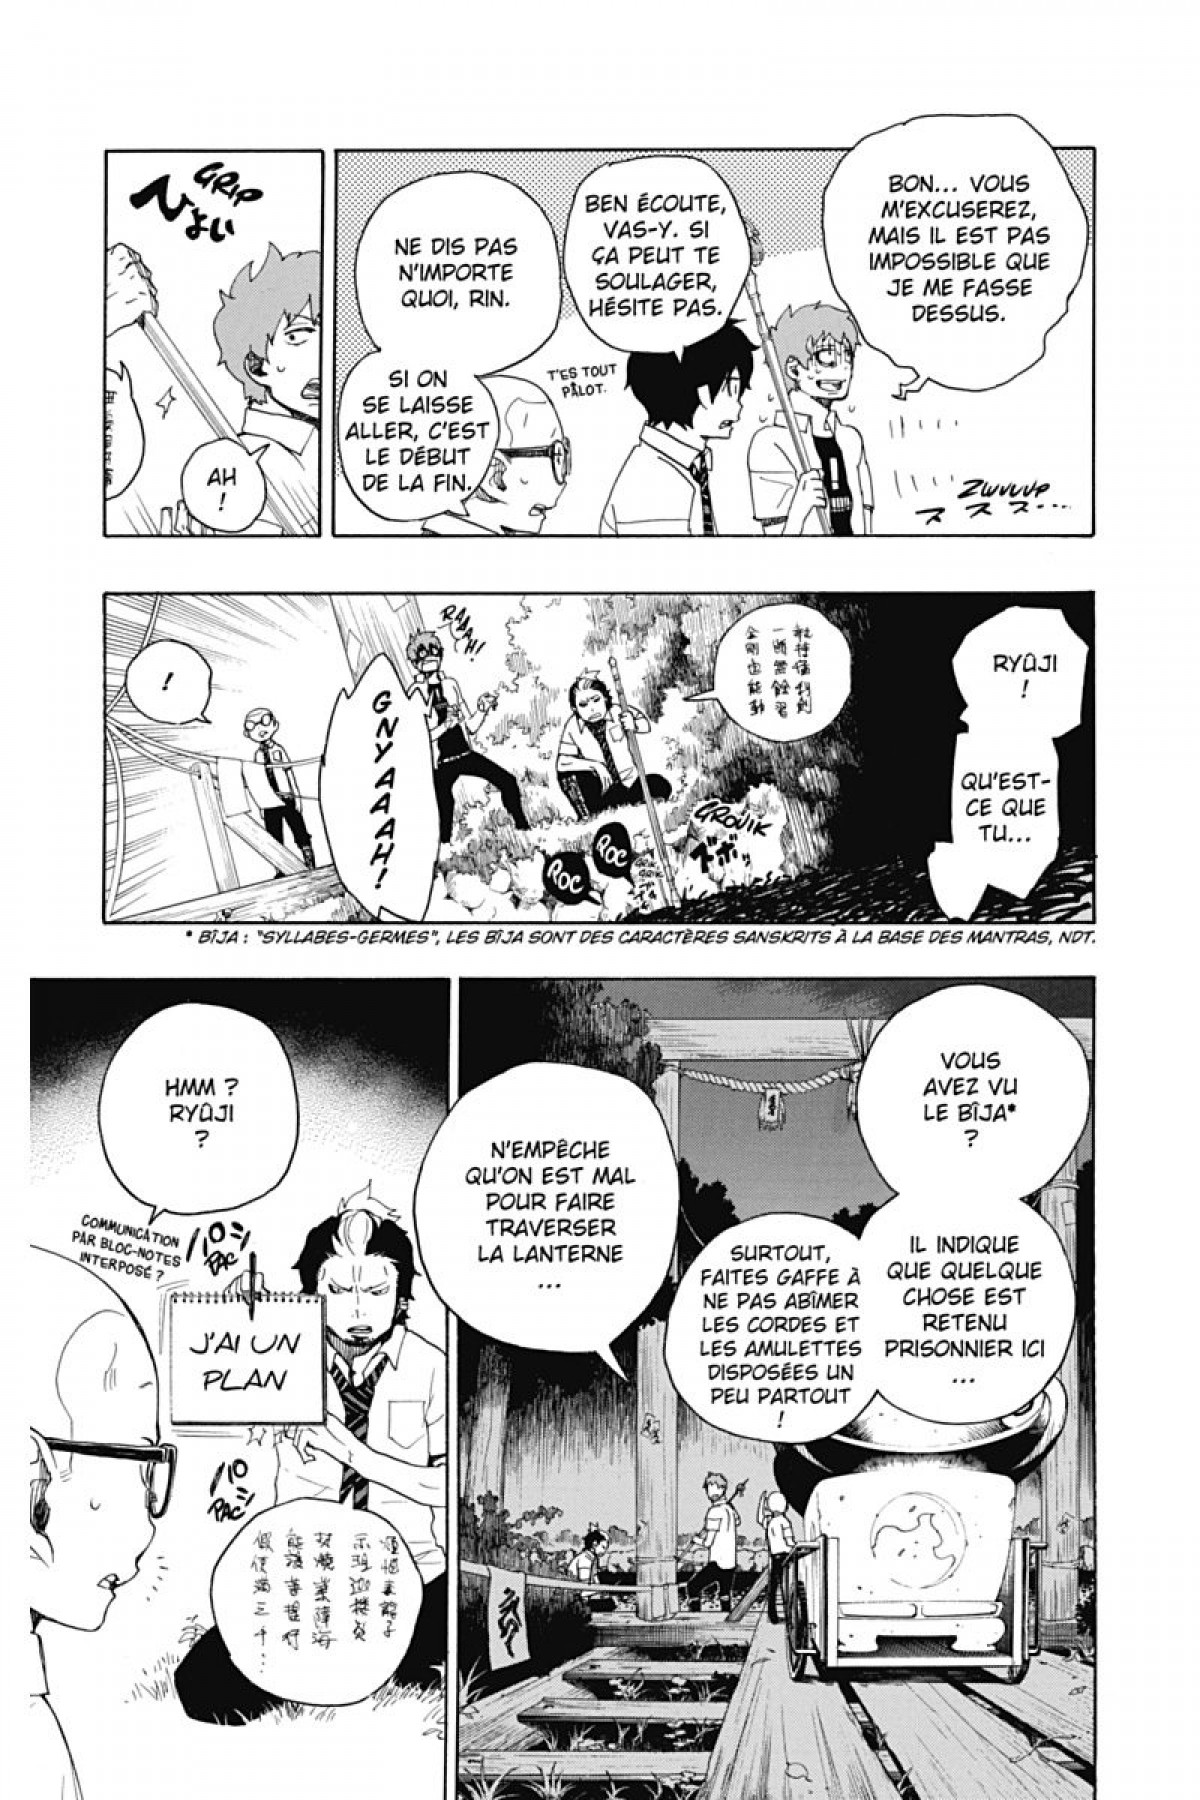 BON... VOUS
M'EXCUSEREZ,
MAIS IL EST PAS
IMPOSSIBLE QUE
JE ME FASSE
DESSUS.
BEN ÉCOUTE,
VAS-Y. SI
ÇA PEUT TE
SOULAGER,
HÉSITE PAS.
T'ES TOUT
PÂLOT.
NE DIS PAS
N'IMPORTE
QUOI, RIN.
SI ON
SE LAISSE
ALLER, C'EST
LE DÉBUT
DE LA FIN.
ZWUUUP
ススス...
GRIP
ひょい
AH
!
RYÛJI
!
QU'EST-
CE QUE
TU...
GROUIK
ズボッ
ROC
ROC
RAAAH!
GNYAAAH!
!
* BÎJA : "SYLLABES-GERMES", LES BÎJA SONT DES CARACTÈRES SANSKRITS À LA BASE DES MANTRAS, NDT.
VOUS
AVEZ VU
LE BÎJA*
?
IL INDIQUE
QUE QUELQUE
CHOSE EST
RETENU
PRISONNIER ICI
...
SURTOUT,
FAITES GAFFE À
NE PAS ABÎMER
LES CORDES ET
LES AMULETTES
DISPOSÉES UN
PEU PARTOUT
!
N'EMPÊCHE
QU'ON EST MAL
POUR FAIRE
TRAVERSER
LA LANTERNE
...
HMM ?
RYÛJI
?
COMMUNICATION
PAR BLOC-NOTES
INTERPOSÉ ?
PAC
J'AI UN
PLAN
PAC